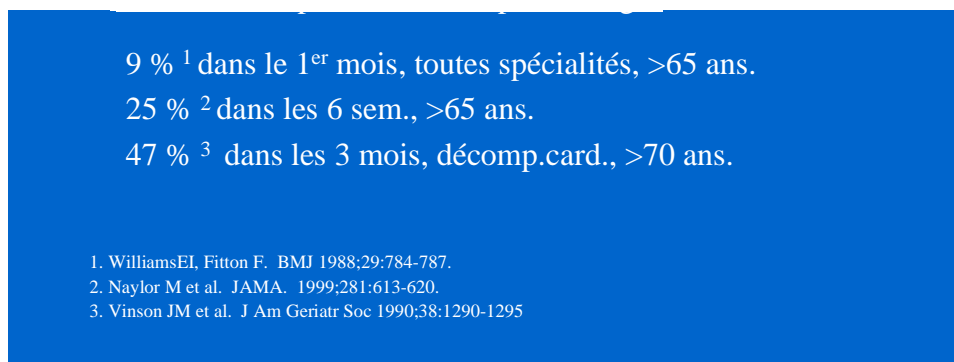 9 % 1 dans le 1er mois, toutes spécialités, >65 ans.
25 % 2 dans les 6 sem., >65 ans.
47 % 3 dans les 3 mois, décomp.card., >70 ans.
1. WilliamsEI, Fitton F. BMJ 1988;29:784-787.
2. Naylor M et al. JAMA. 1999;281:613-620.
3. Vinson JM et al. J Am Geriatr Soc 1990;38:1290-1295